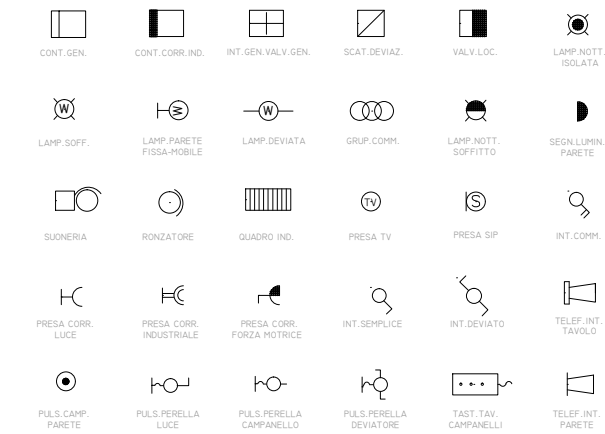 CONT.GEN.
CONT.CORR.IND.
INT.GEN.VALV.GEN.
SCAT.DEVIAZ.
VALV.LOC.
LAMP.NOTT.
ISOLATA
W
W
W
LAMP.SOFF.
LAMP.PARETE
FISSA-MOBILE
LAMP.DEVIATA
GRUP.COMM.
LAMP.NOTT.
SOFFITTO
SEGN.LUMIN.
PARETE
TV
S
SUONERIA
RONZATORE
QUADRO IND.
PRESA TV
PRESA SIP
INT.COMM.
PRESA CORR.
LUCE
PRESA CORR.
INDUSTRIALE
PRESA CORR.
FORZA MOTRICE
INT.SEMPLICE
INT.DEVIATO
TELEF.INT.
TAVOLO
PULS.CAMP.
PARETE
PULS.PERELLA
LUCE
PULS.PERELLA
CAMPANELLO
PULS.PERELLA
DEVIATORE
TAST.TAV.
CAMPANELLI
TELEF.INT.
PARETE